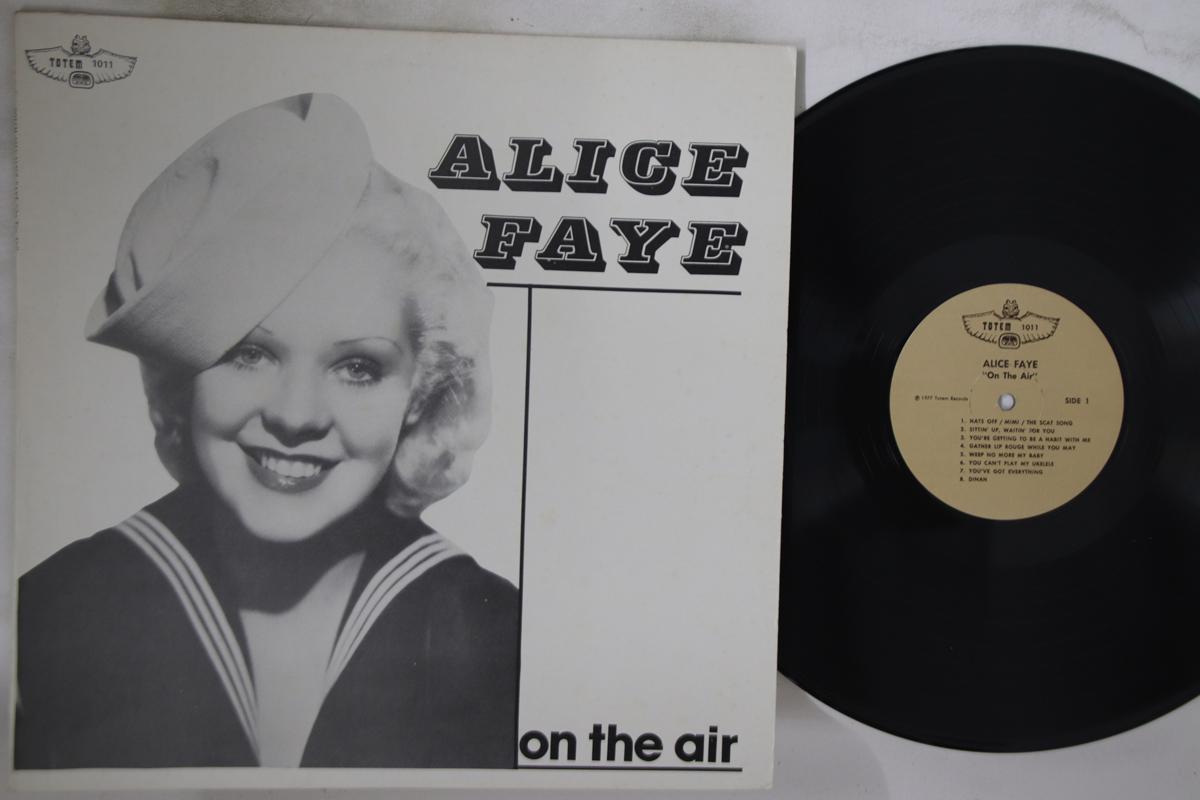 TOTEM 1011
ALICE
FAYE
on the air
TOTEM 1011
ALICE FAYE
"On The Air"
℗ 1977 Totem Records
SIDE 1
1. HATS OFF / MIMI / THE SCAT SONG
2. SITTIN' UP, WAITIN' FOR YOU
3. YOU'RE GETTING TO BE A HABIT WITH ME
4. GATHER LIP ROUGE WHILE YOU MAY
5. WEEP NO MORE MY BABY
6. YOU CAN'T PLAY MY UKELELE
7. YOU'VE GOT EVERYTHING
8. DINAH